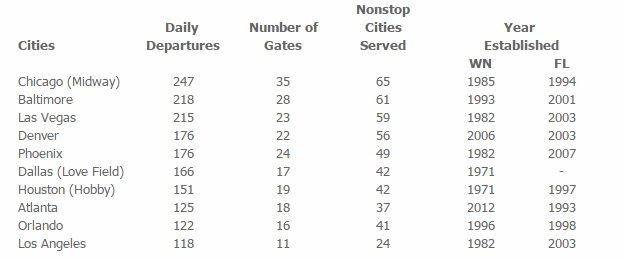 Nonstop
Daily Number of Cities Year
Cities Departures Gates Served Established
WN FL
Chicago (Midway) 247 35 65 1985 1994
Baltimore 218 28 61 1993 2001
Las Vegas 215 23 59 1982 2003
Denver 176 22 56 2006 2003
Phoenix 176 24 49 1982 2007
Dallas (Love Field) 166 17 42 1971 -
Houston (Hobby) 151 19 42 1971 1997
Atlanta 125 18 37 2012 1993
Orlando 122 16 41 1996 1998
Los Angeles 118 11 24 1982 2003